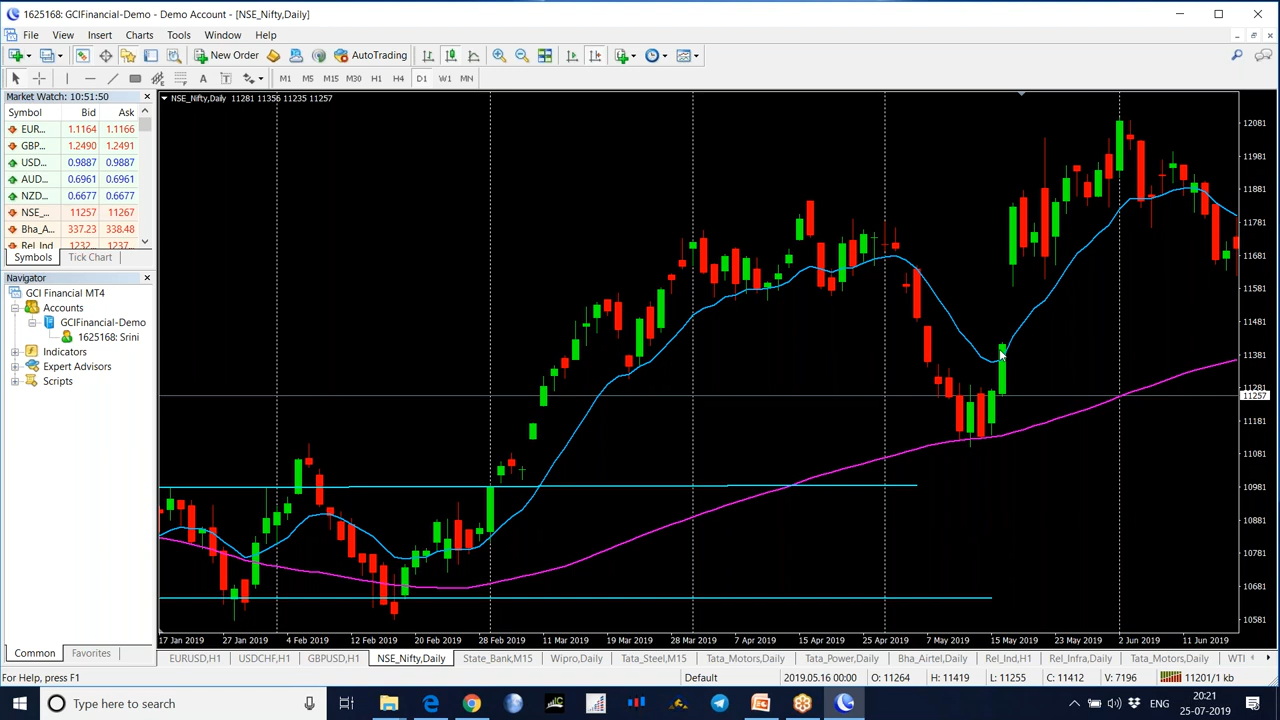 1625168: GCIFinancial-Demo - Demo Account - [NSE_Nifty,Daily]
File View Insert Charts Tools Window Help
New Order AutoTrading
M1 M5 M15 M30 H1 H4 D1 W1 MN
Market Watch: 10:51:50
Symbol Bid Ask
EUR... 1.1164 1.1166
GBP... 1.2490 1.2491
USD... 0.9887 0.9887
AUD... 0.6961 0.6961
NZD... 0.6677 0.6677
NSE_... 11257 11267
Bha_A... 337.23 338.48
Rel_Ind 1232... 1237...
Symbols Tick Chart
Navigator
GCI Financial MT4
Accounts
GCIFinancial-Demo
1625168: Srini
Indicators
Expert Advisors
Scripts
Common Favorites
NSE_Nifty,Daily 11281 11356 11235 11257
12081
11981
11881
11781
11681
11581
11481
11381
11281
11257
11181
11081
10981
10881
10781
10681
10581
17 Jan 2019 27 Jan 2019 4 Feb 2019 12 Feb 2019 20 Feb 2019 28 Feb 2019 11 Mar 2019 19 Mar 2019 28 Mar 2019 7 Apr 2019 15 Apr 2019 25 Apr 2019 7 May 2019 15 May 2019 23 May 2019 2 Jun 2019 11 Jun 2019
EURUSD,H1 USDCHF,H1 GBPUSD,H1 NSE_Nifty,Daily State_Bank,M15 Wipro,Daily Tata_Steel,M15 Tata_Motors,Daily Tata_Power,Daily Bha_Airtel,Daily Rel_Ind,H1 Rel_Infra,Daily Tata_Motors,Daily WTI
For Help, press F1 Default 2019.05.16 00:00 O: 11264 H: 11419 L: 11255 C: 11412 V: 7196 11201/1 kb
Type here to search
ENG
20:21
25-07-2019